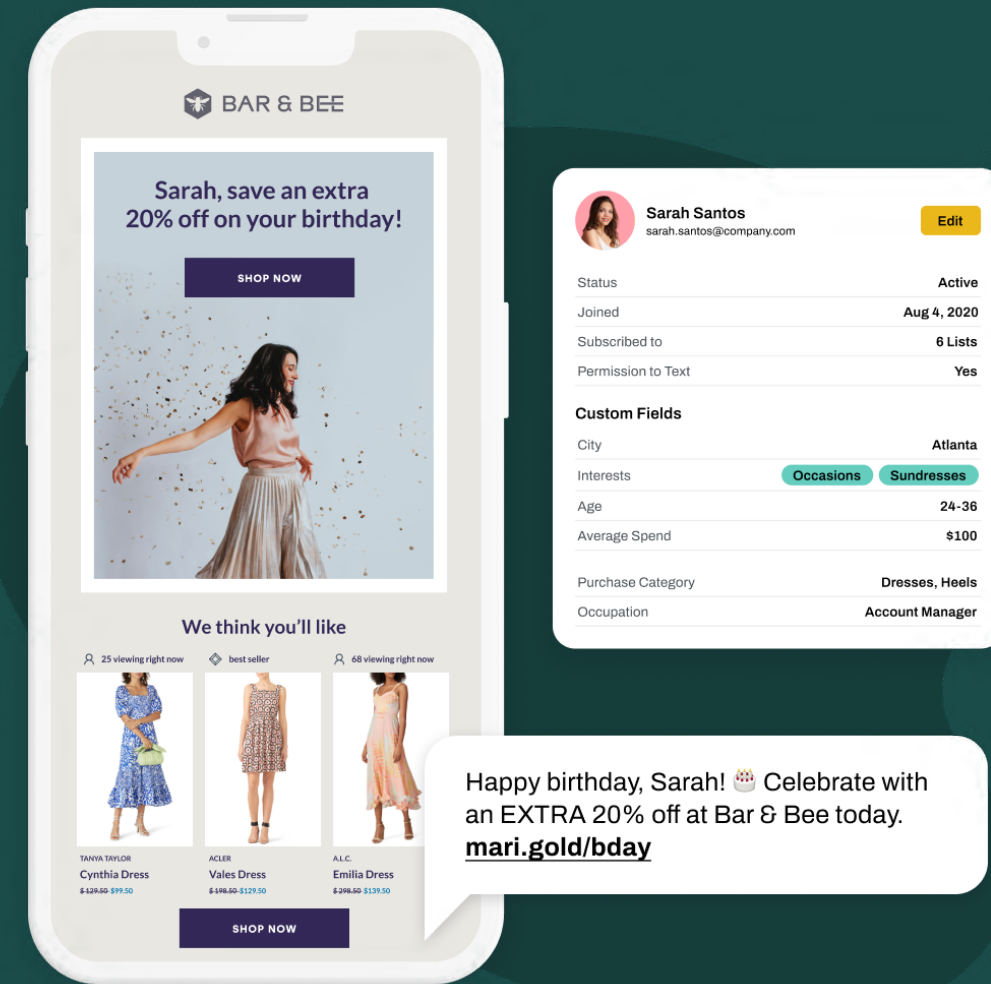 BAR & BEE
Sarah, save an extra
20% off on your birthday!
SHOP NOW
We think you'll like
25 viewing right now
best seller
68 viewing right now
TANYA TAYLOR
Cynthia Dress
$ 129.50 $99.50
ACLER
Vales Dress
$ 198.50 $129.50
A.L.C.
Emilia Dress
$ 298.50 $139.50
SHOP NOW
Sarah Santos
sarah.santos@company.com
Edit
Status Active
Joined Aug 4, 2020
Subscribed to 6 Lists
Permission to Text Yes
Custom Fields
City Atlanta
Interests Occasions Sundresses
Age 24-36
Average Spend $100
Purchase Category Dresses, Heels
Occupation Account Manager
Happy birthday, Sarah! 🎂 Celebrate with
an EXTRA 20% off at Bar & Bee today.
mari.gold/bday